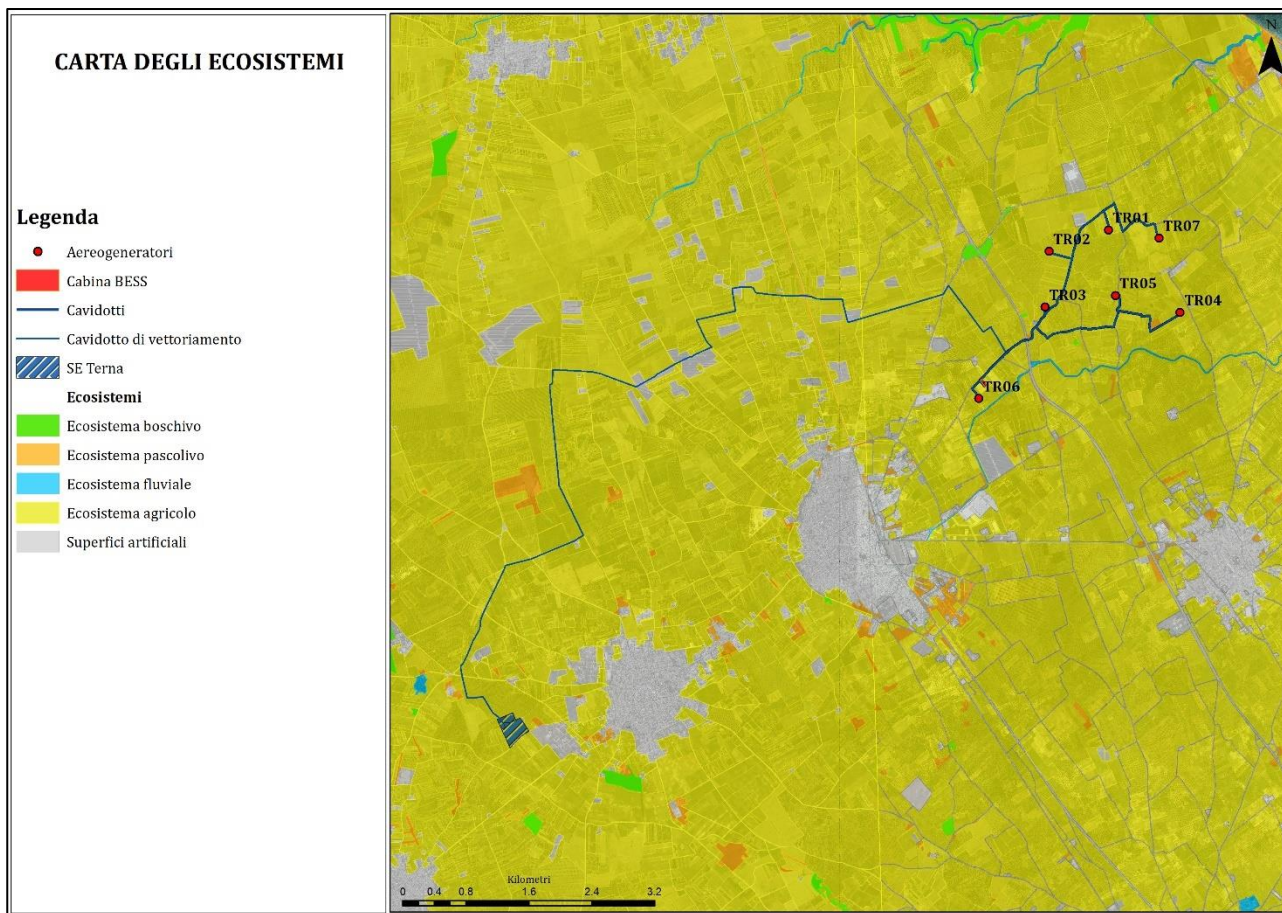 CARTA DEGLI ECOSISTEMI
Legenda
Aereogeneratori
Cabina BESS
Cavidotti
Cavidotto di vettoriamento
SE Terna
Ecosistemi
Ecosistema boschivo
Ecosistema pascolivo
Ecosistema fluviale
Ecosistema agricolo
Superfici artificiali
N
TR01
TR07
TR02
TR05
TR03
TR04
TR06
Kilometri
0 0.4 0.8 1.6 2.4 3.2